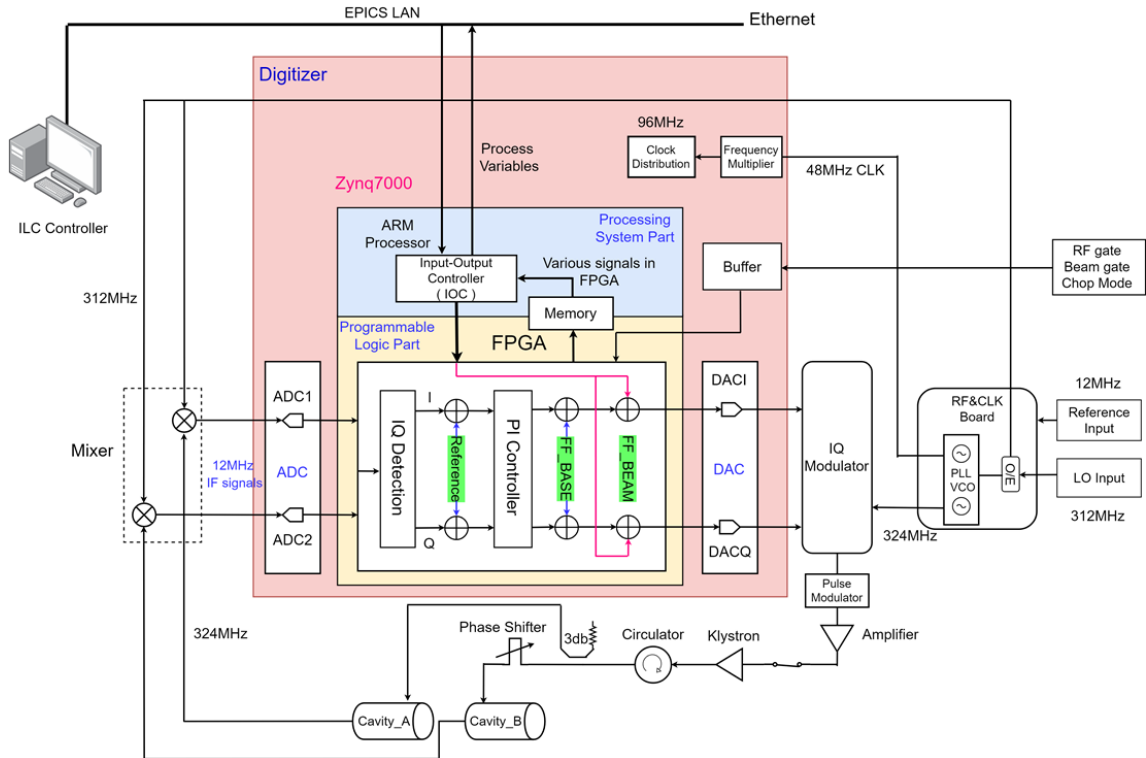 EPICS LAN
Ethernet
Digitizer
96MHz
Clock
Distribution
Frequency
Multiplier
48MHz CLK
Process
Variables
Zynq7000
ILC Controller
ARM
Processor
Processing
System Part
Input-Output
Controller
( IOC )
Various signals in
FPGA
Buffer
RF gate
Beam gate
Chop Mode
312MHz
Memory
Programmable
Logic Part
FPGA
ADC1
DACI
12MHz
RF&CLK
Board
Reference
Input
Mixer
I
IQ Detection
Reference
PI Controller
FF_BASE
FF_BEAM
IQ
Modulator
12MHz
IF signals
ADC
DAC
PLL
VCO
O/E
LO Input
ADC2
Q
DACQ
324MHz
312MHz
Pulse
Modulator
324MHz
Phase Shifter
3db
Circulator
Klystron
Amplifier
Cavity_A
Cavity_B